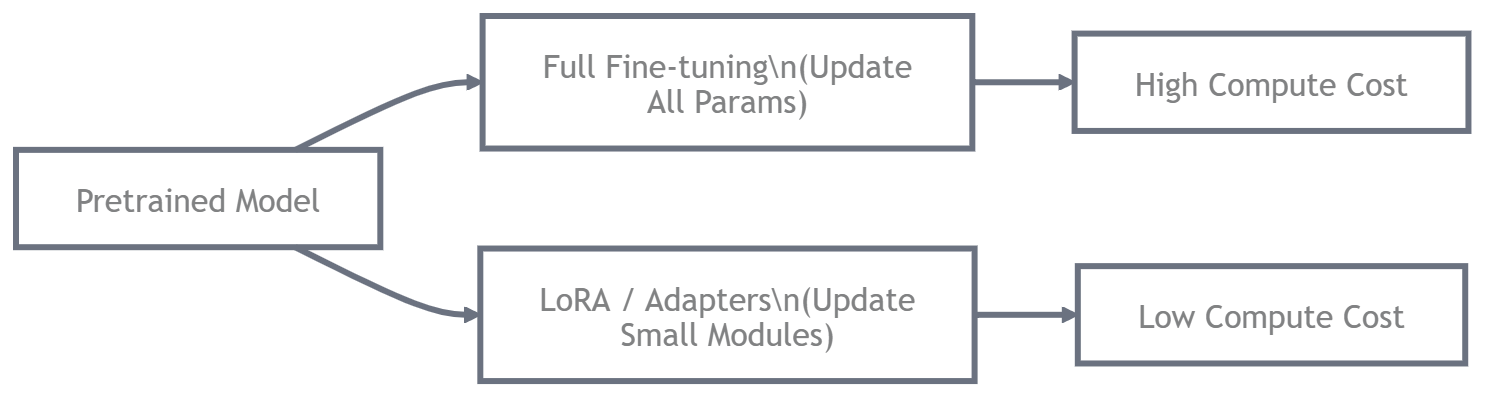 Pretrained Model
Full Fine-tuning\n(Update
All Params)
High Compute Cost
LoRA / Adapters\n(Update
Small Modules)
Low Compute Cost